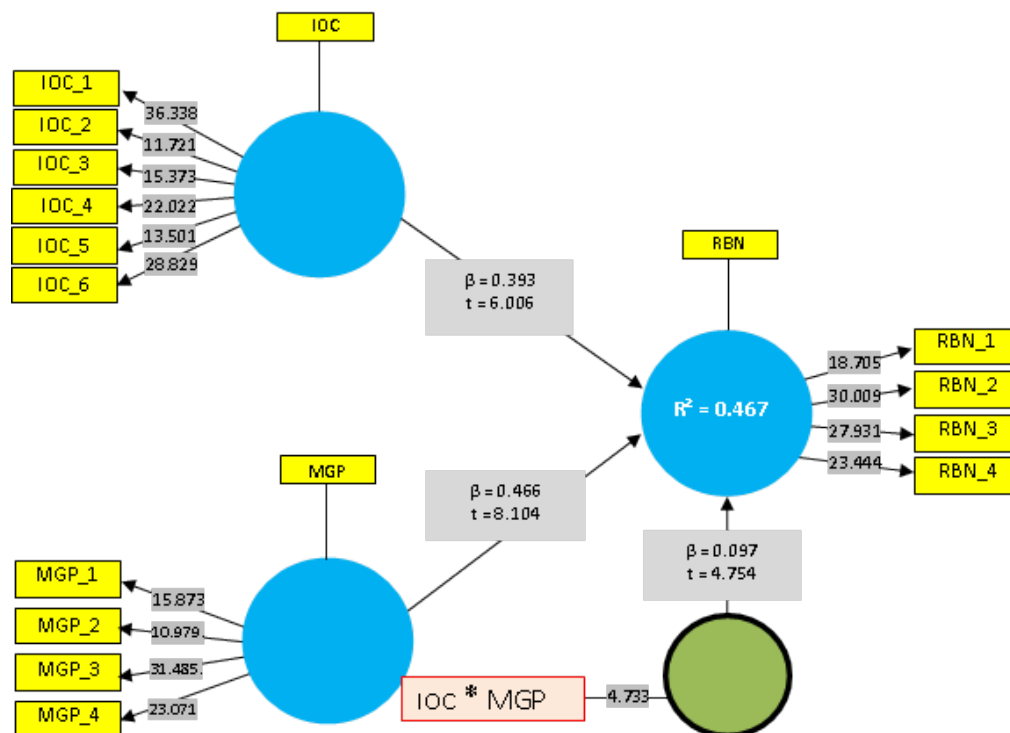 IOC
IOC_1
IOC_2
IOC_3
IOC_4
IOC_5
IOC_6
36.338
11.721
15.373
22.022
13.501
28.829
β = 0.393
t = 6.006
RBN
R² = 0.467
18.705
30.009
27.931
23.444
RBN_1
RBN_2
RBN_3
RBN_4
MGP
β = 0.466
t = 8.104
β = 0.097
t = 4.754
MGP_1
MGP_2
MGP_3
MGP_4
15.873
10.979.
31.485.
23.071
IOC * MGP
4.733